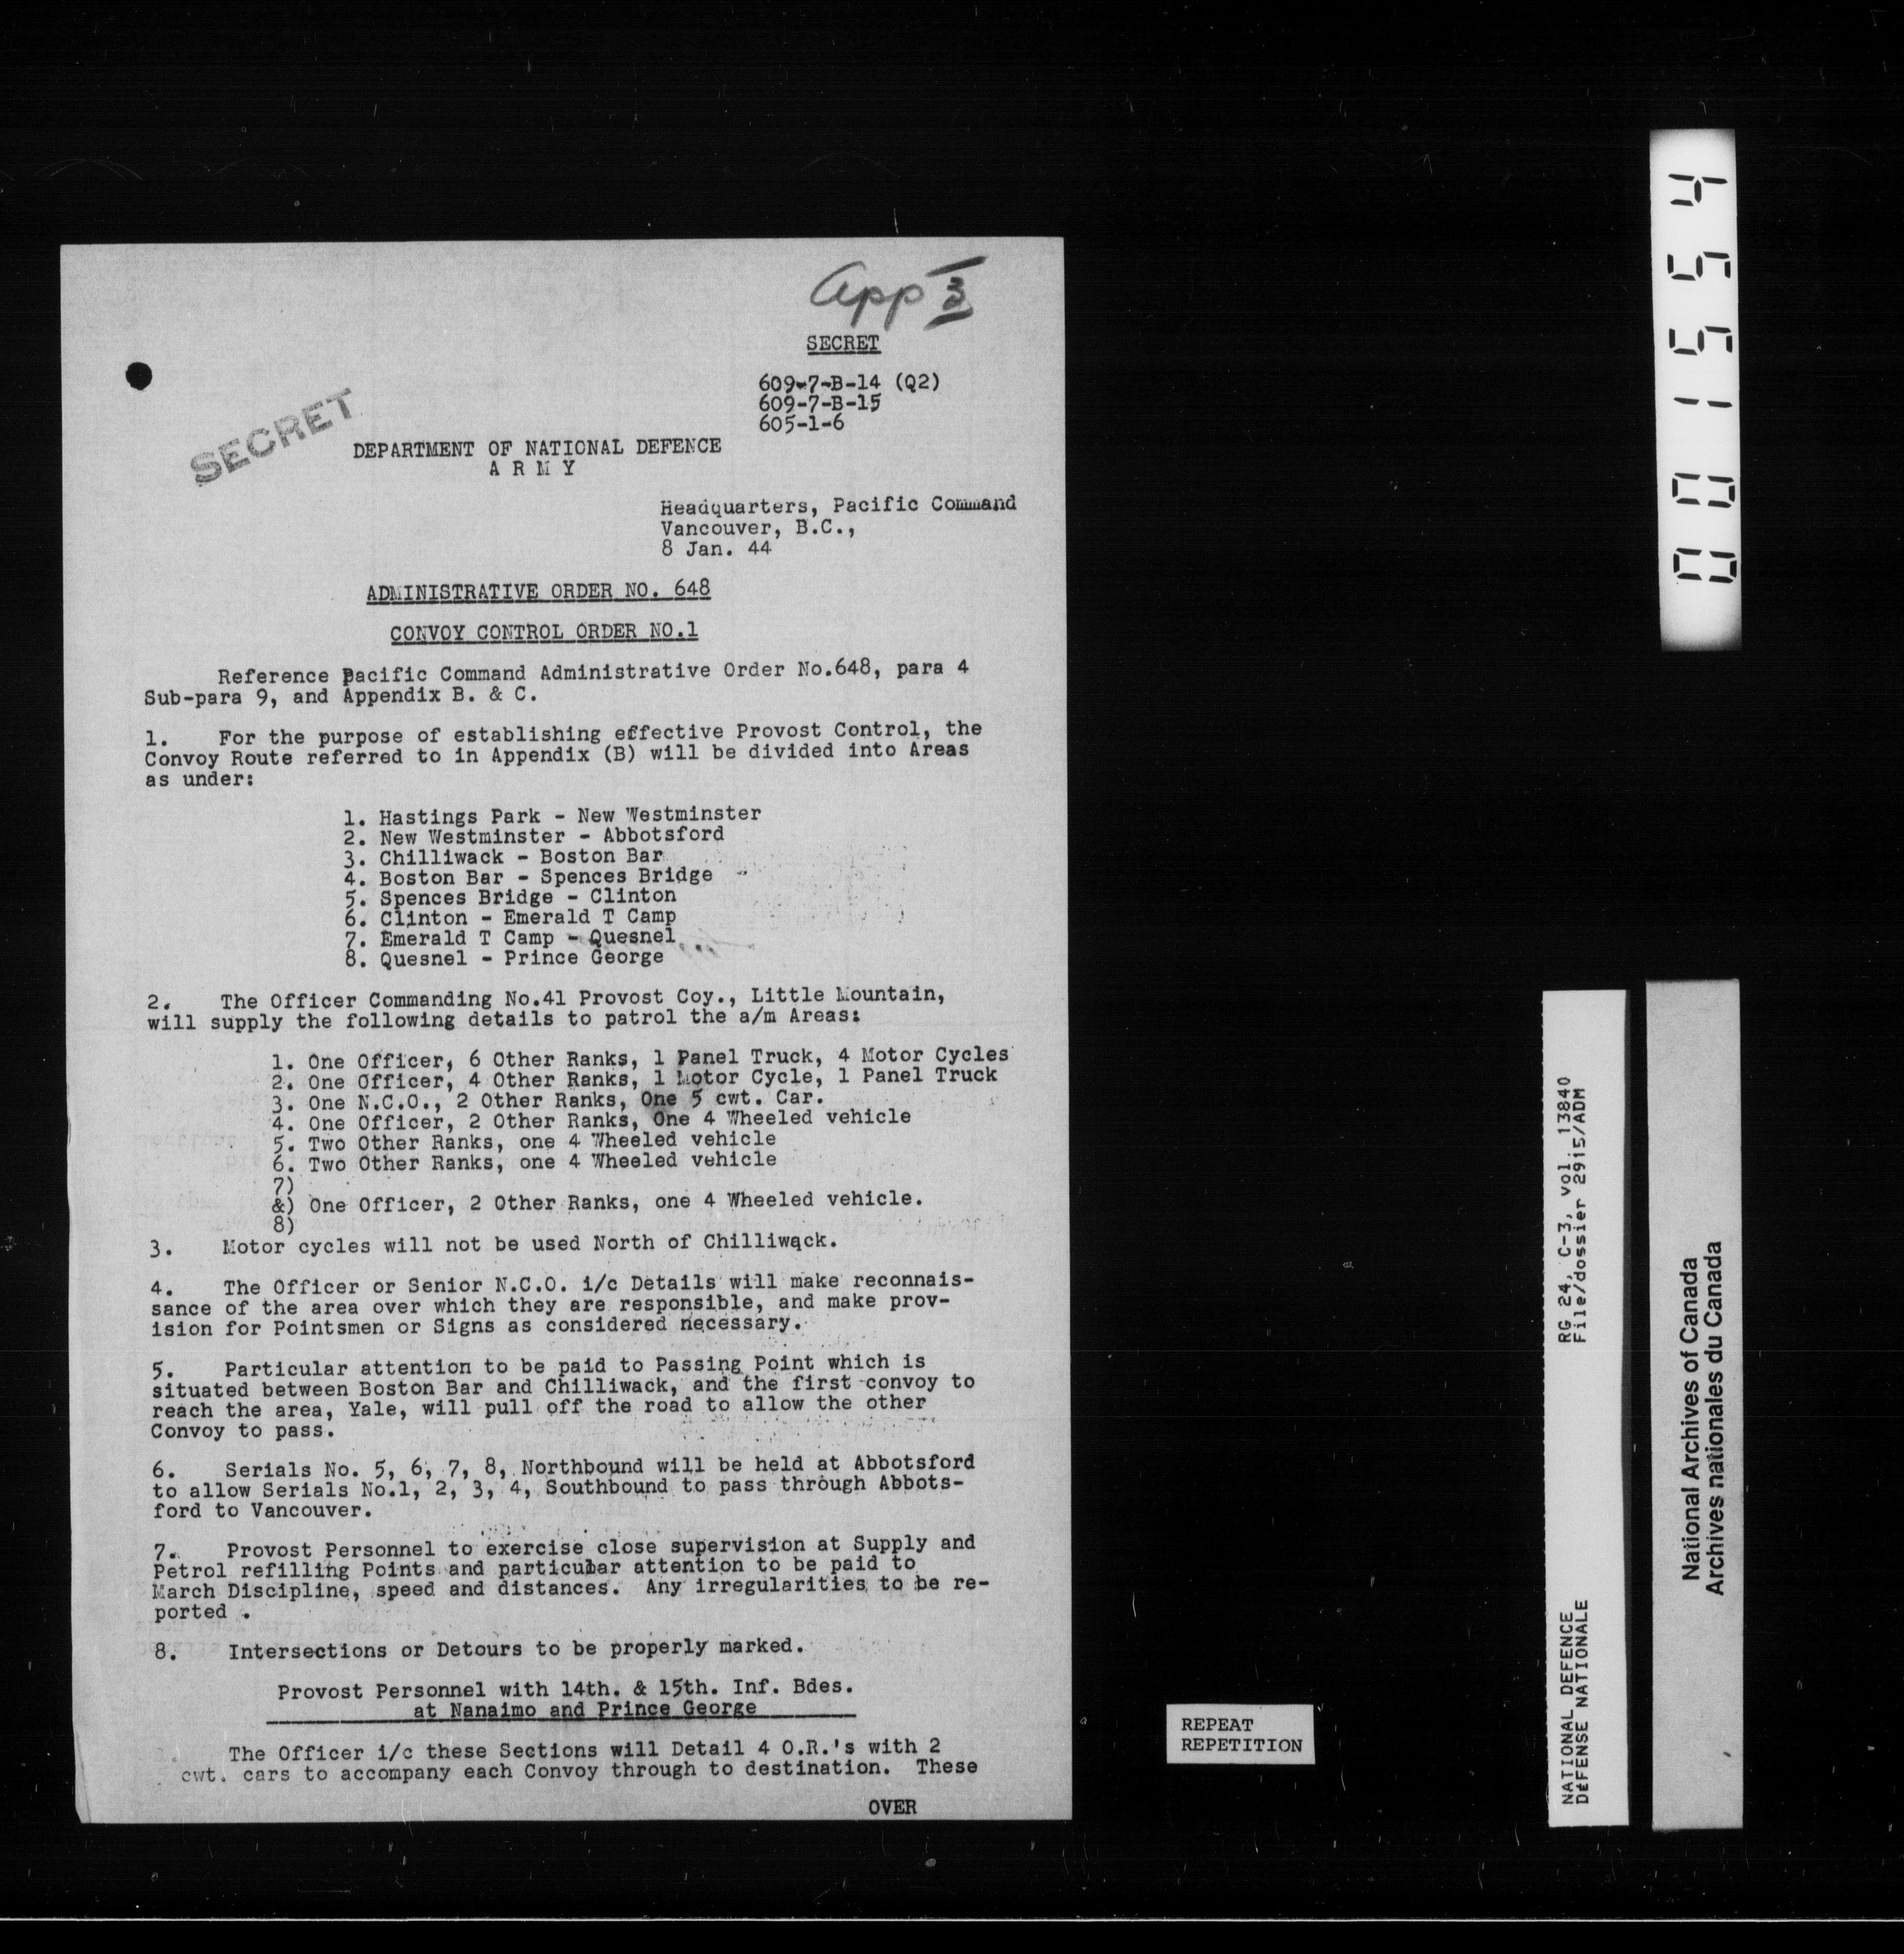 App 3
SECRET
609-7-B-14 (Q2)
609-7-B-15
605-1-6
SECRET
DEPARTMENT OF NATIONAL DEFENCE
A R M Y
Headquarters, Pacific Command
Vancouver, B.C.,
8 Jan. 44
ADMINISTRATIVE ORDER NO. 648
CONVOY CONTROL ORDER NO.1
Reference Pacific Command Administrative Order No.648, para 4
Sub-para 9, and Appendix B. & C.
1. For the purpose of establishing effective Provost Control, the
Convoy Route referred to in Appendix (B) will be divided into Areas
as under:
1. Hastings Park - New Westminster
2. New Westminster - Abbotsford
3. Chilliwack - Boston Bar
4. Boston Bar - Spences Bridge
5. Spences Bridge - Clinton
6. Clinton - Emerald T Camp
7. Emerald T Camp - Quesnel
8. Quesnel - Prince George
2. The Officer Commanding No.41 Provost Coy., Little Mountain,
will supply the following details to patrol the a/m Areas:
1. One Officer, 6 Other Ranks, 1 Panel Truck, 4 Motor Cycles
2. One Officer, 4 Other Ranks, 1 Motor Cycle, 1 Panel Truck
3. One N.C.O., 2 Other Ranks, One 5 cwt. Car.
4. One Officer, 2 Other Ranks, One 4 Wheeled vehicle
5. Two Other Ranks, one 4 Wheeled vehicle
6. Two Other Ranks, one 4 Wheeled vehicle
7)
&) One Officer, 2 Other Ranks, one 4 Wheeled vehicle.
8)
3. Motor cycles will not be used North of Chilliwack.
4. The Officer or Senior N.C.O. i/c Details will make reconnais-
sance of the area over which they are responsible, and make prov-
ision for Pointsmen or Signs as considered necessary.
5. Particular attention to be paid to Passing Point which is
situated between Boston Bar and Chilliwack, and the first convoy to
reach the area, Yale, will pull off the road to allow the other
Convoy to pass.
6. Serials No. 5, 6, 7, 8, Northbound will be held at Abbotsford
to allow Serials No.1, 2, 3, 4, Southbound to pass through Abbots-
ford to Vancouver.
7. Provost Personnel to exercise close supervision at Supply and
Petrol refilling Points and particular attention to be paid to
March Discipline, speed and distances. Any irregularities to be re-
ported .
8. Intersections or Detours to be properly marked.
Provost Personnel with 14th. & 15th. Inf. Bdes.
at Nanaimo and Prince George
The Officer i/c these Sections will Detail 4 O.R.'s with 2
cwt. cars to accompany each Convoy through to destination. These
OVER
REPEAT
REPETITION
001554
RG 24, C-3, vol. 13840
File/dossier 2915/ADM
NATIONAL DEFENCE
DÉFENSE NATIONALE
National Archives of Canada
Archives nationales du Canada